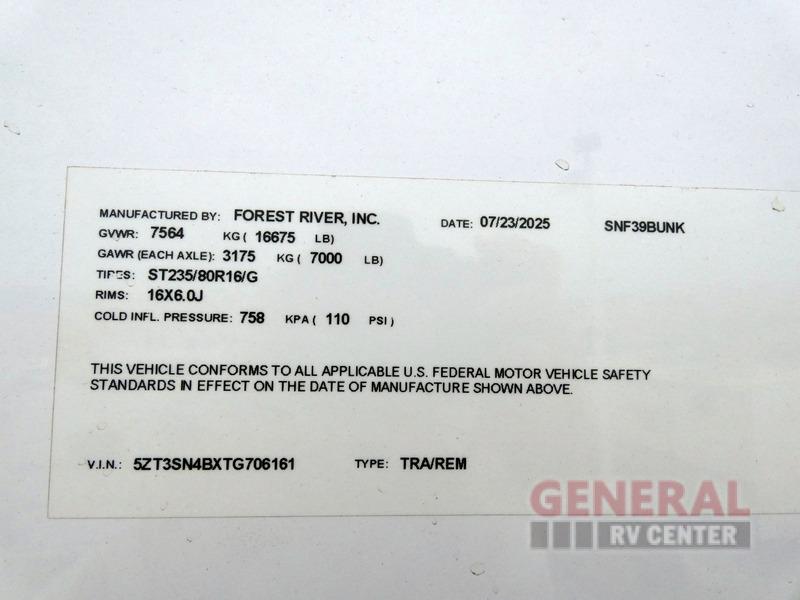 MANUFACTURED BY: FOREST RIVER, INC. DATE: 07/23/2025 SNF39BUNK
GVWR: 7564 KG ( 16675 LB)
GAWR (EACH AXLE): 3175 KG ( 7000 LB)
TIRES: ST235/80R16/G
RIMS: 16X6.0J
COLD INFL. PRESSURE: 758 KPA ( 110 PSI )
THIS VEHICLE CONFORMS TO ALL APPLICABLE U.S. FEDERAL MOTOR VEHICLE SAFETY
STANDARDS IN EFFECT ON THE DATE OF MANUFACTURE SHOWN ABOVE.
V.I.N.: 5ZT3SN4BXTG706161 TYPE: TRA/REM
GENERAL
RV CENTER